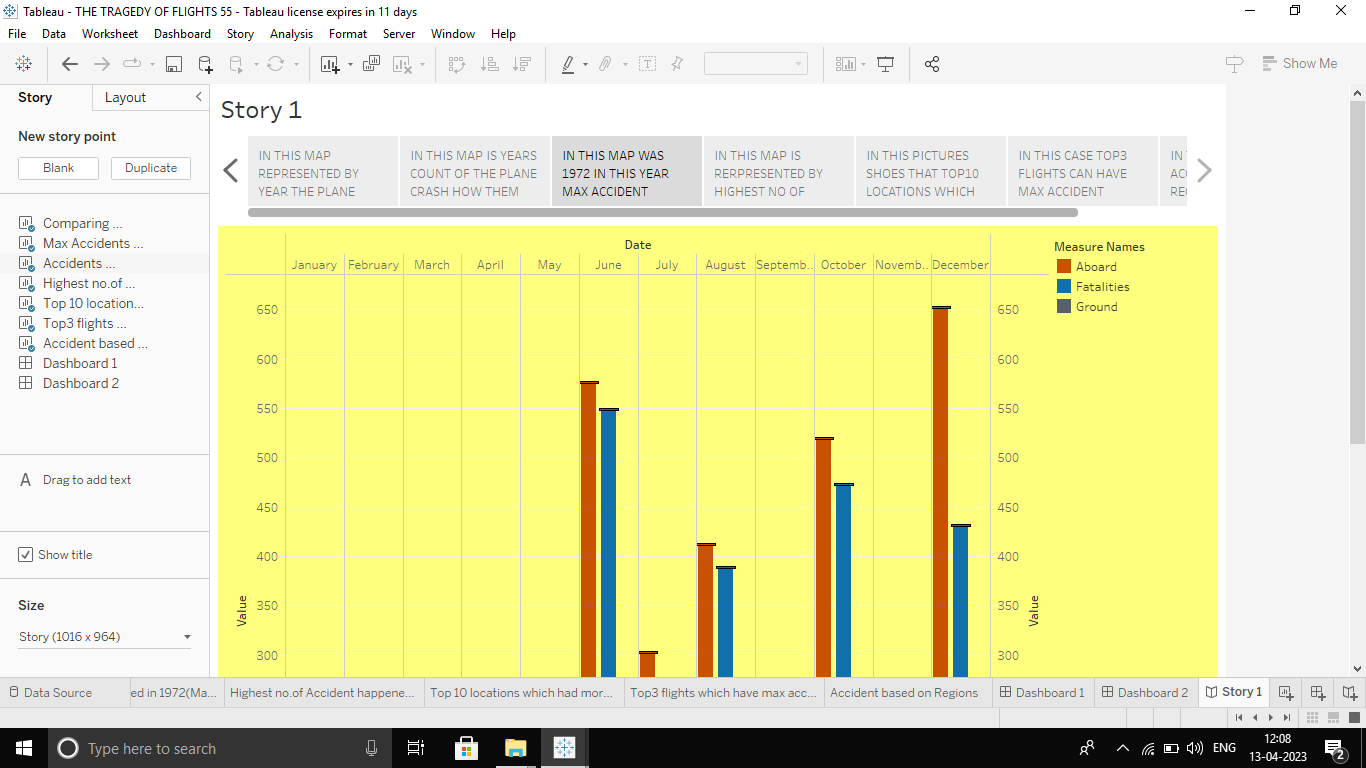 Tableau - THE TRAGEDY OF FLIGHTS 55 - Tableau license expires in 11 days
File Data Worksheet Dashboard Story Analysis Format Server Window Help
Show Me
Story Layout
New story point
Blank Duplicate
Comparing ...
Max Accidents ...
Accidents ...
Highest no.of ...
Top 10 location...
Top3 flights ...
Accident based ...
Dashboard 1
Dashboard 2
A Drag to add text
Show title
Size
Story (1016 x 964)
Story 1
IN THIS MAP
REPRESENTED BY
YEAR THE PLANE
IN THIS MAP IS YEARS
COUNT OF THE PLANE
CRASH HOW THEM
IN THIS MAP WAS
1972 IN THIS YEAR
MAX ACCIDENT
IN THIS MAP IS
RERPRESENTED BY
HIGHEST NO OF
IN THIS PICTURES
SHOES THAT TOP10
LOCATIONS WHICH
IN THIS CASE TOP3
FLIGHTS CAN HAVE
MAX ACCIDENT
Date
January February March April May June July August Septemb.. October Novemb.. December
650 650
600 600
550 550
500 500
450 450
400 400
350 350
300 300
Value Value
Measure Names
Aboard
Fatalities
Ground
Data Source ed in 1972(Ma... Highest no.of Accident happene... Top 10 locations which had mor... Top3 flights which have max acc... Accident based on Regions Dashboard 1 Dashboard 2 Story 1
Type here to search
ENG
12:08
13-04-2023
2